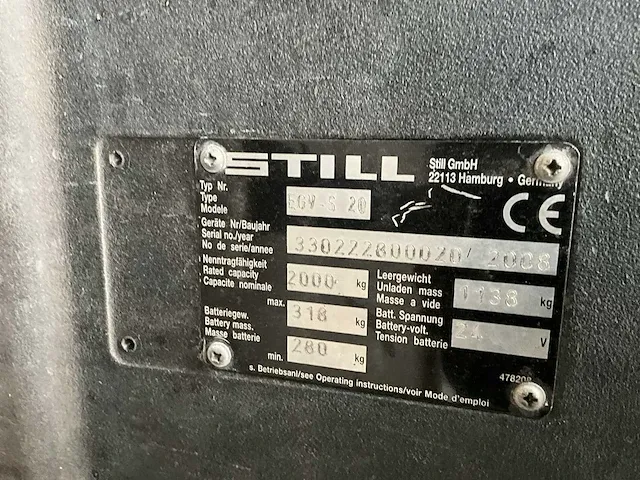 STILL
Still GmbH
22113 Hamburg • Germany
Typ Nr.
Type
Modele
EGV-S 20
CE
Geräte Nr/Baujahr
Serial no./year
No de serie/annee
330222800020/ 2008
Nenntragfähigkeit
Rated capacity
Capacite nominale
2000 kg
Leergewicht
Unladen mass
Masse a vide
1138 kg
Batteriegew.
Battery mass.
Masse batterie
max.
318 kg
min.
280 kg
Batt. Spannung
Battery-volt.
Tension batterie
24 V
s. Betriebsanl/see Operating instructions/voir Mode d'emploi